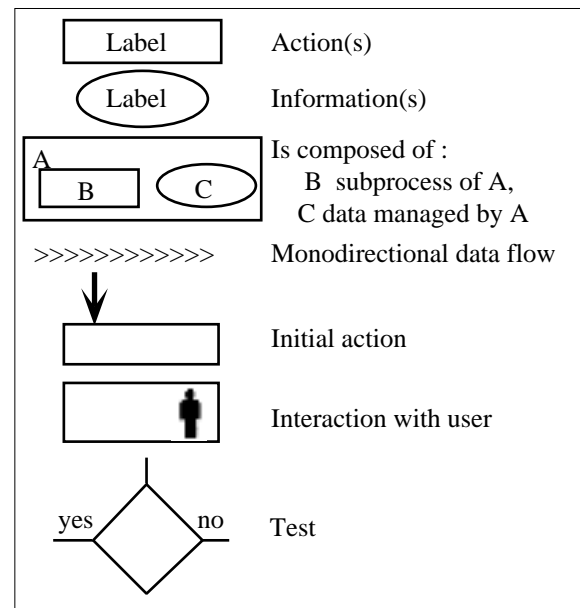 Label Action(s)
Label Information(s)
Is composed of :
A
B subprocess of A,
B C
C data managed by A
>>>>>>>>>>>> Monodirectional data flow
Initial action
Interaction with user
yes no Test